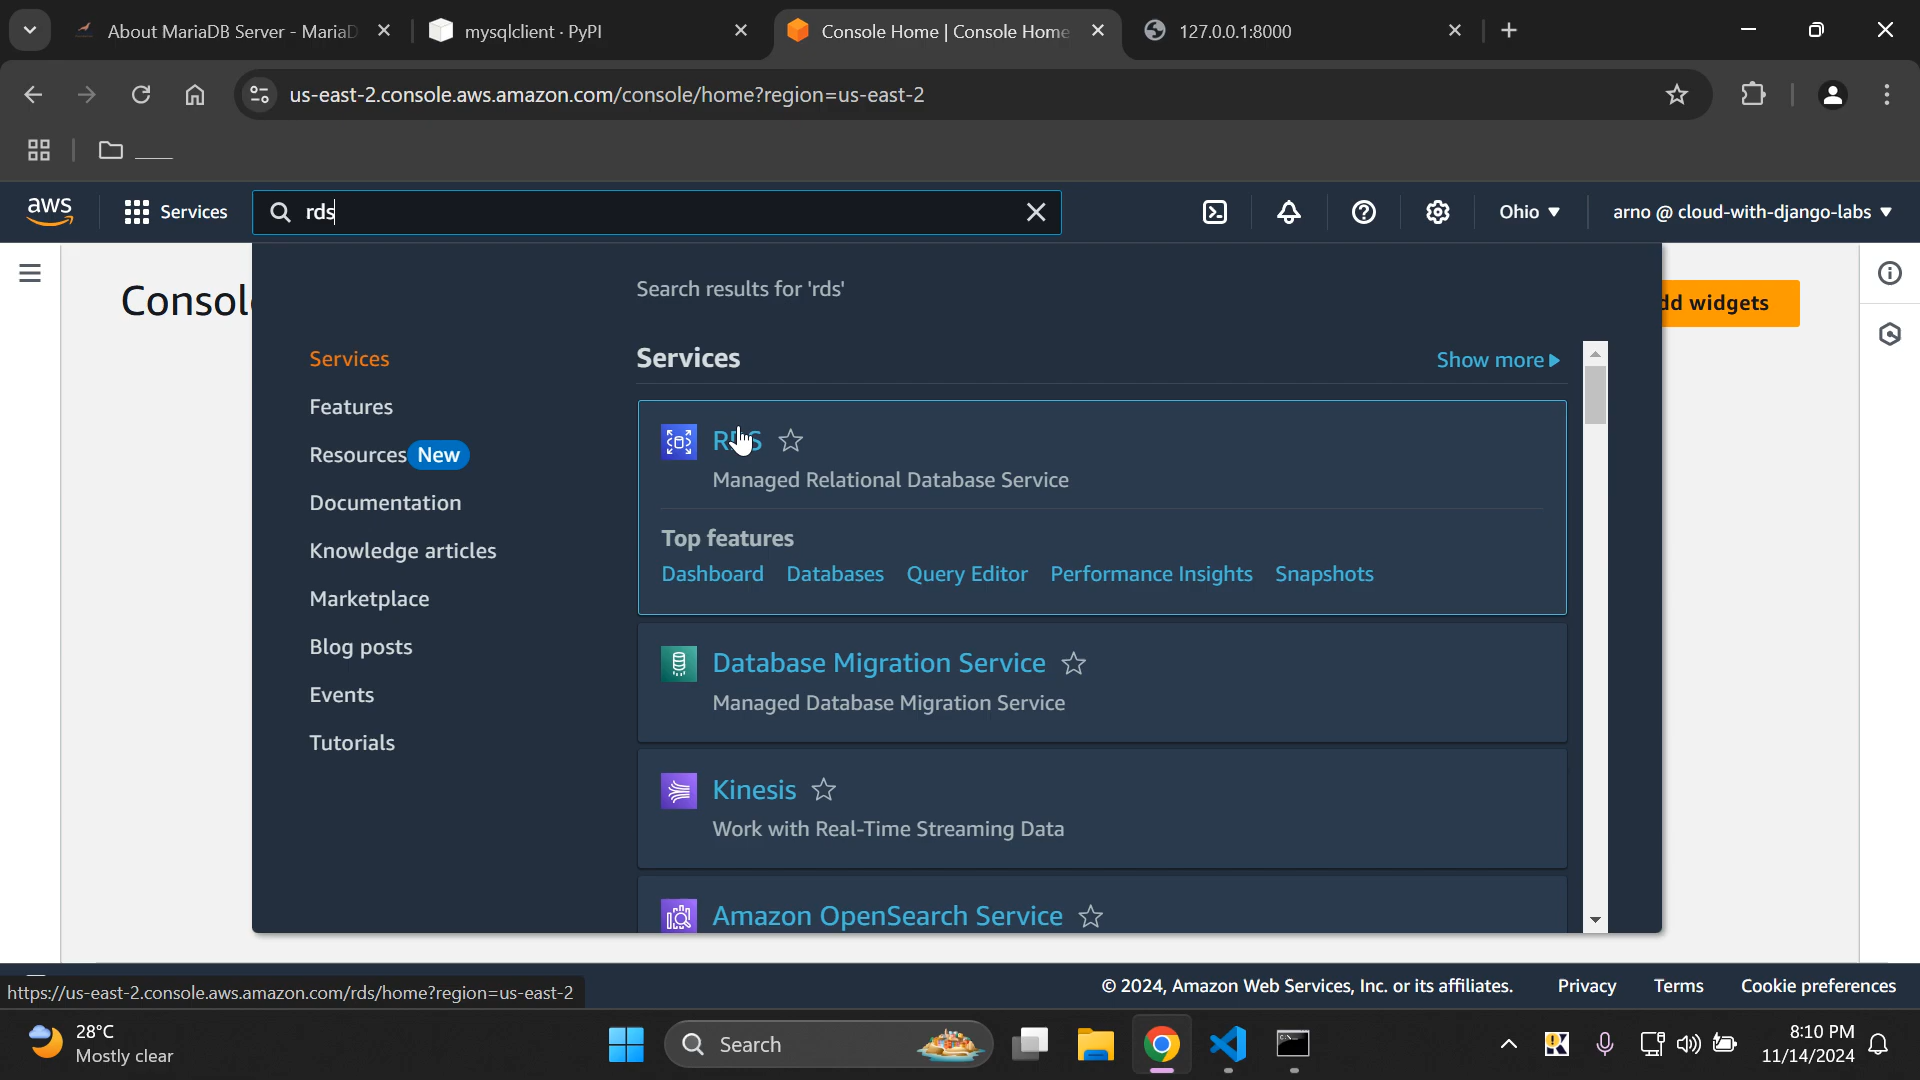 About MariaDB Server - MariaD
mysqlclient · PyPI
Console Home | Console Home
127.0.0.1:8000
us-east-2.console.aws.amazon.com/console/home?region=us-east-2
aws
Services
rds
Ohio
arno @ cloud-with-django-labs
Consol
dd widgets
Search results for 'rds'
Services
Features
Resources New
Documentation
Knowledge articles
Marketplace
Blog posts
Events
Tutorials
Services
Show more
RDS
Managed Relational Database Service
Top features
Dashboard Databases Query Editor Performance Insights Snapshots
Database Migration Service
Managed Database Migration Service
Kinesis
Work with Real-Time Streaming Data
Amazon OpenSearch Service
https://us-east-2.console.aws.amazon.com/rds/home?region=us-east-2
© 2024, Amazon Web Services, Inc. or its affiliates.
Privacy
Terms
Cookie preferences
28°C
Mostly clear
Search
8:10 PM
11/14/2024